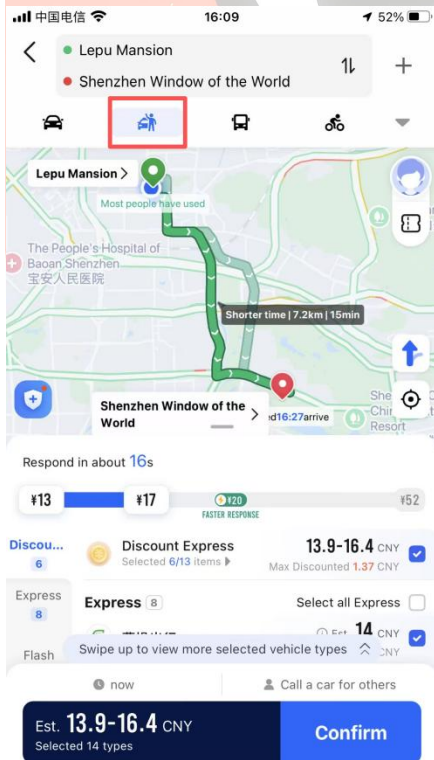 中国电信
16:09
52%
Lepu Mansion
Shenzhen Window of the World
Lepu Mansion >
Most people have used
The People's Hospital of
Baoan Shenzhen
宝安人民医院
Shorter time | 7.2km | 15min
Shenzhen Window of the
World >
16:27arrive
Resort
Respond in about 16s
¥13
¥17
¥20
¥52
FASTER RESPONSE
Discou...
6
Discount Express
Selected 6/13 items
13.9-16.4 CNY
Max Discounted 1.37 CNY
Express
8
Express 8
Select all Express
Est. 14 CNY
CNY
Flash
Swipe up to view more selected vehicle types
now
Call a car for others
Est. 13.9-16.4 CNY
Selected 14 types
Confirm